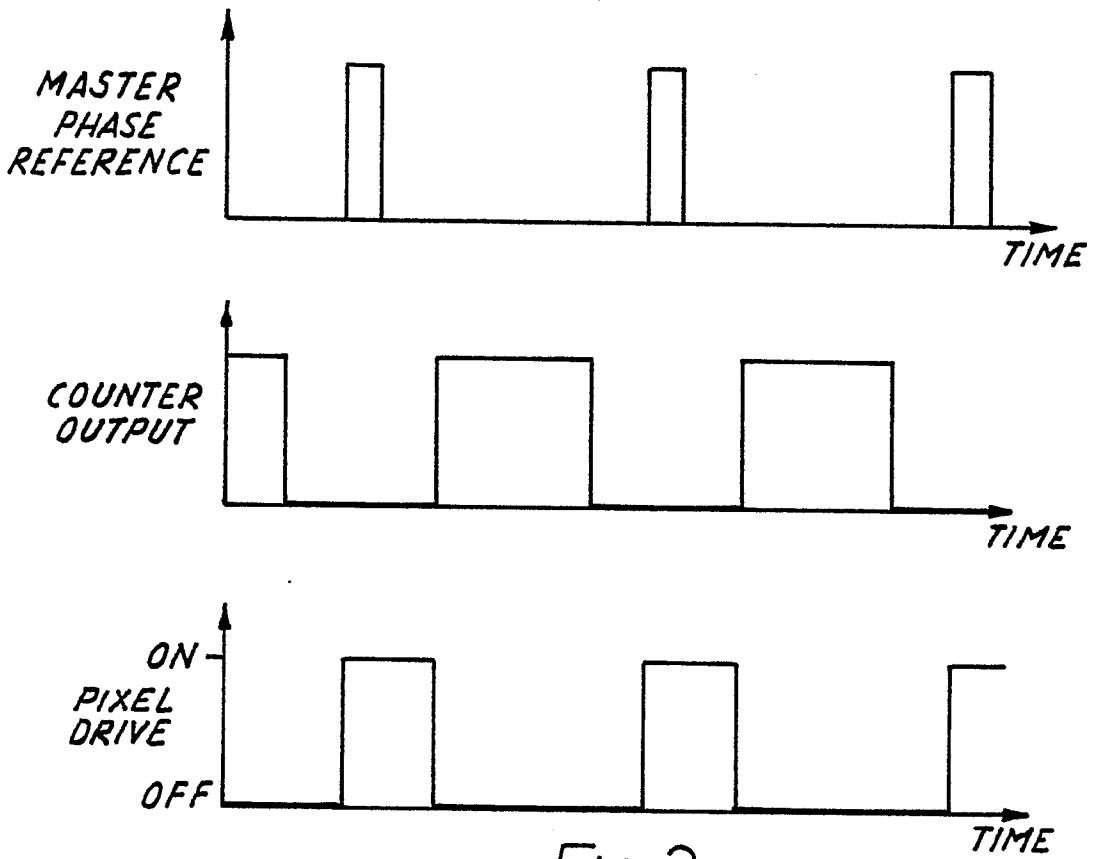 MASTER
PHASE
REFERENCE
TIME
COUNTER
OUTPUT
TIME
ON
PIXEL
DRIVE
OFF
TIME